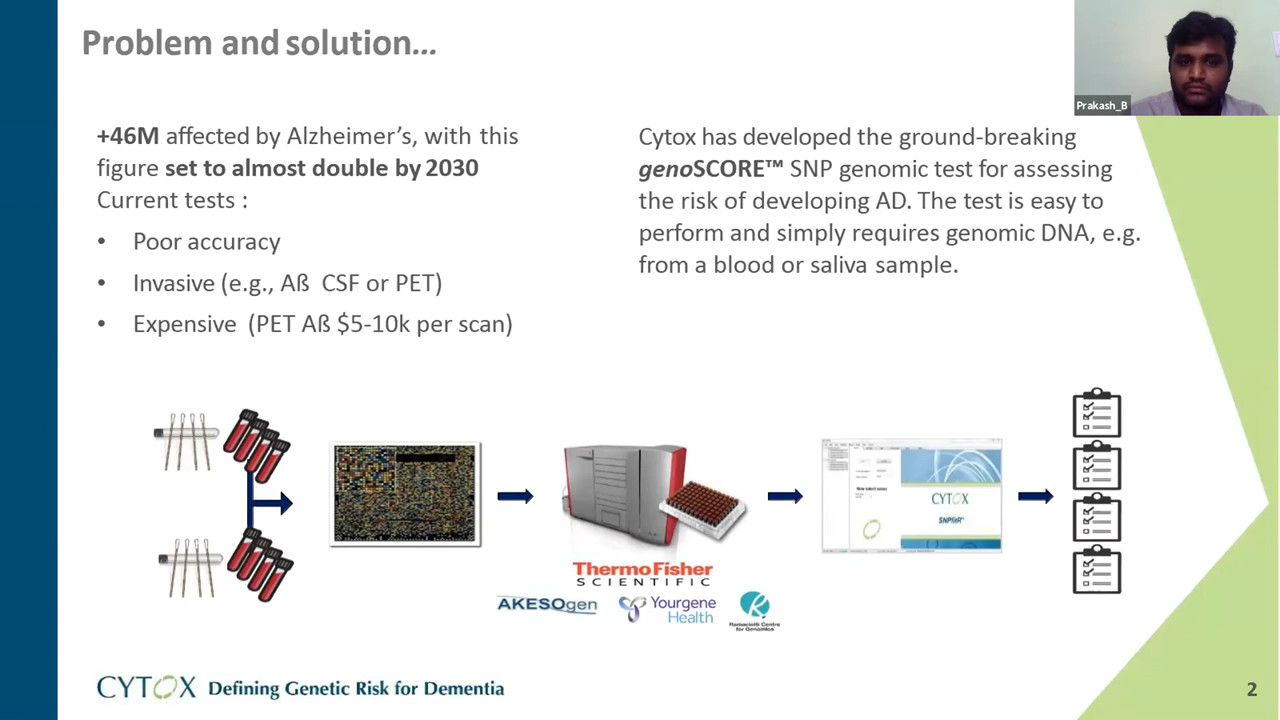 Problem and solution...
Prakash_B
+46M affected by Alzheimer's, with this
figure set to almost double by 2030
Current tests :
• Poor accuracy
• Invasive (e.g., Aß CSF or PET)
• Expensive (PET Aß $5-10k per scan)
Cytox has developed the ground-breaking
genoSCORE™ SNP genomic test for assessing
the risk of developing AD. The test is easy to
perform and simply requires genomic DNA, e.g.
from a blood or saliva sample.
CYTOX
ThermoFisher
SCIENTIFIC
AKESOgen
Yourgene
Health
Ramaciotti Centre
for Genomics
CYTOX Defining Genetic Risk for Dementia
2